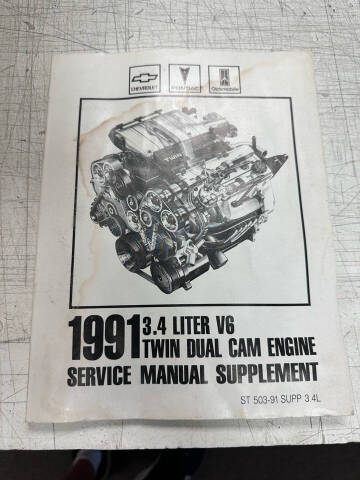 CHEVROLET PONTIAC Oldsmobile
TWIN
1991 3.4 LITER V6
TWIN DUAL CAM ENGINE
SERVICE MANUAL SUPPLEMENT
ST 503-91 SUPP 3.4L